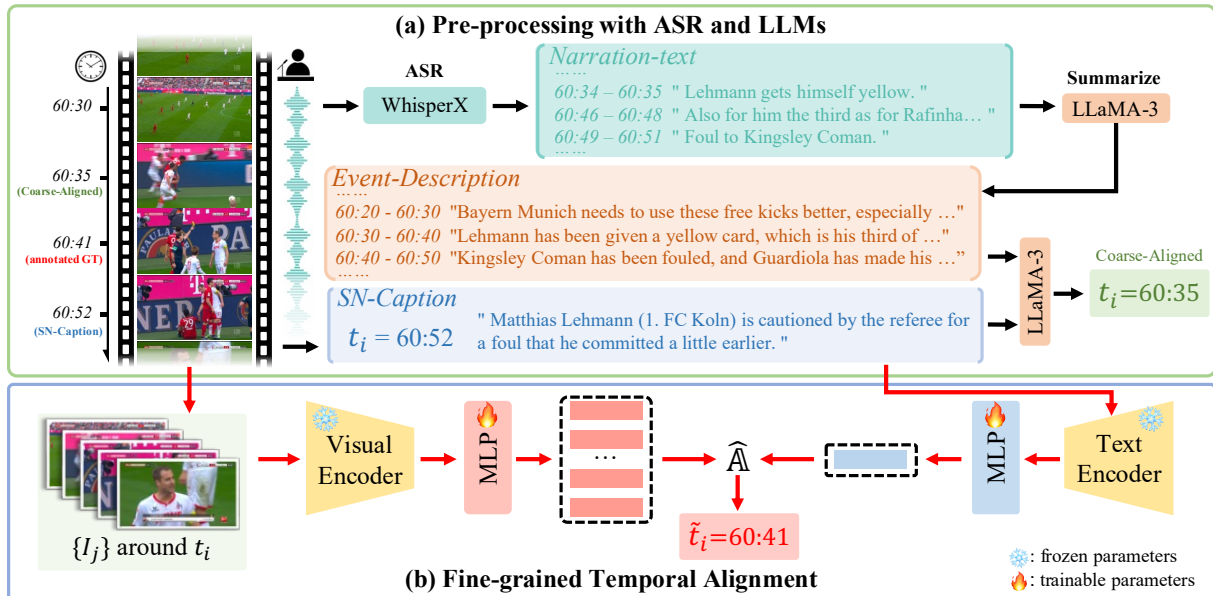 (a) Pre-processing with ASR and LLMs
60:30
60:35
(Coarse-Aligned)
60:41
(annotated GT)
60:52
(SN-Caption)
ASR
WhisperX
Narration-text
... ...
60:34 – 60:35 " Lehmann gets himself yellow. "
60:46 – 60:48 " Also for him the third as for Rafinha… "
60:49 – 60:51 " Foul to Kingsley Coman. "
... ...
Summarize
LLaMA-3
Event-Description
... ...
60:20 - 60:30 "Bayern Munich needs to use these free kicks better, especially …"
60:30 - 60:40 "Lehmann has been given a yellow card, which is his third of …"
60:40 - 60:50 "Kingsley Coman has been fouled, and Guardiola has made his …"
... ...
SN-Caption
t_i = 60:52
" Matthias Lehmann (1. FC Koln) is cautioned by the referee for
a foul that he committed a little earlier. "
LLaMA-3
Coarse-Aligned
t_i=60:35
{I_j} around t_i
Visual
Encoder
MLP
...
Â
t̃_i=60:41
MLP
Text
Encoder
(b) Fine-grained Temporal Alignment
: frozen parameters
: trainable parameters